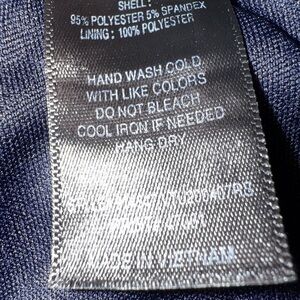 SHELL:
95% POLYESTER 5% SPANDEX
LINING: 100% POLYESTER
HAND WASH COLD
WITH LIKE COLORS
DO NOT BLEACH
COOL IRON IF NEEDED
HANG DRY
MADE IN VIETNAM